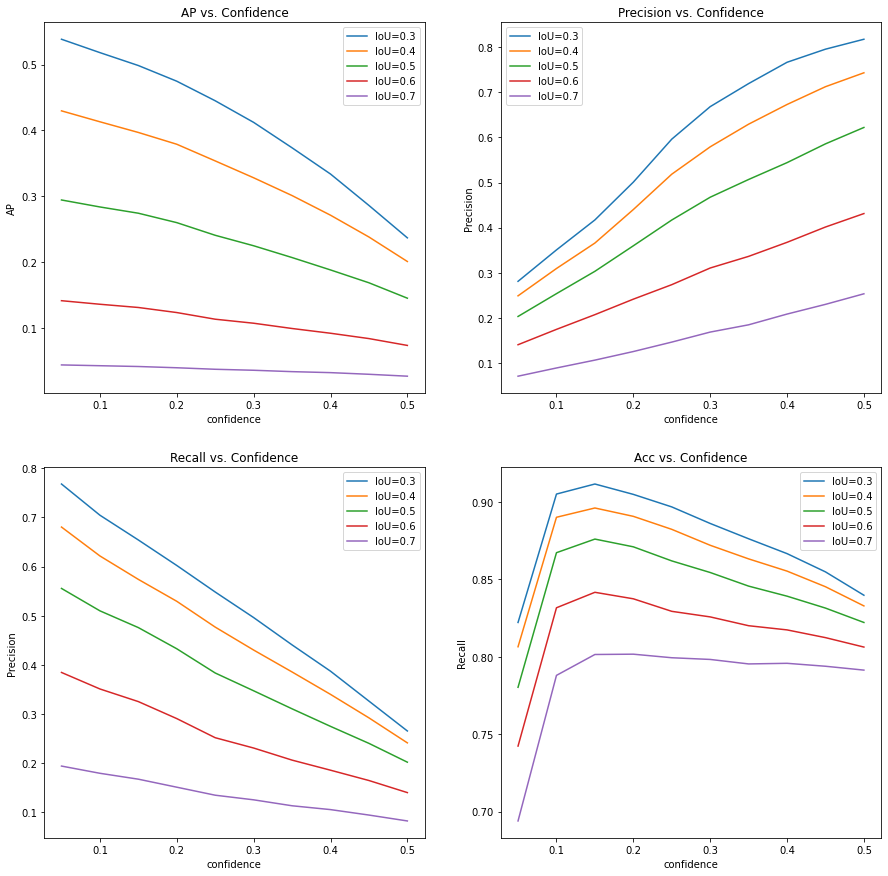 AP vs. Confidence
AP
0.5
0.4
0.3
0.2
0.1
IoU=0.3
IoU=0.4
IoU=0.5
IoU=0.6
IoU=0.7
0.1 0.2 0.3 0.4 0.5
confidence
Precision vs. Confidence
Precision
0.8
0.7
0.6
0.5
0.4
0.3
0.2
0.1
IoU=0.3
IoU=0.4
IoU=0.5
IoU=0.6
IoU=0.7
0.1 0.2 0.3 0.4 0.5
confidence
Recall vs. Confidence
Precision
0.8
0.7
0.6
0.5
0.4
0.3
0.2
0.1
IoU=0.3
IoU=0.4
IoU=0.5
IoU=0.6
IoU=0.7
0.1 0.2 0.3 0.4 0.5
confidence
Acc vs. Confidence
Recall
0.90
0.85
0.80
0.75
0.70
IoU=0.3
IoU=0.4
IoU=0.5
IoU=0.6
IoU=0.7
0.1 0.2 0.3 0.4 0.5
confidence